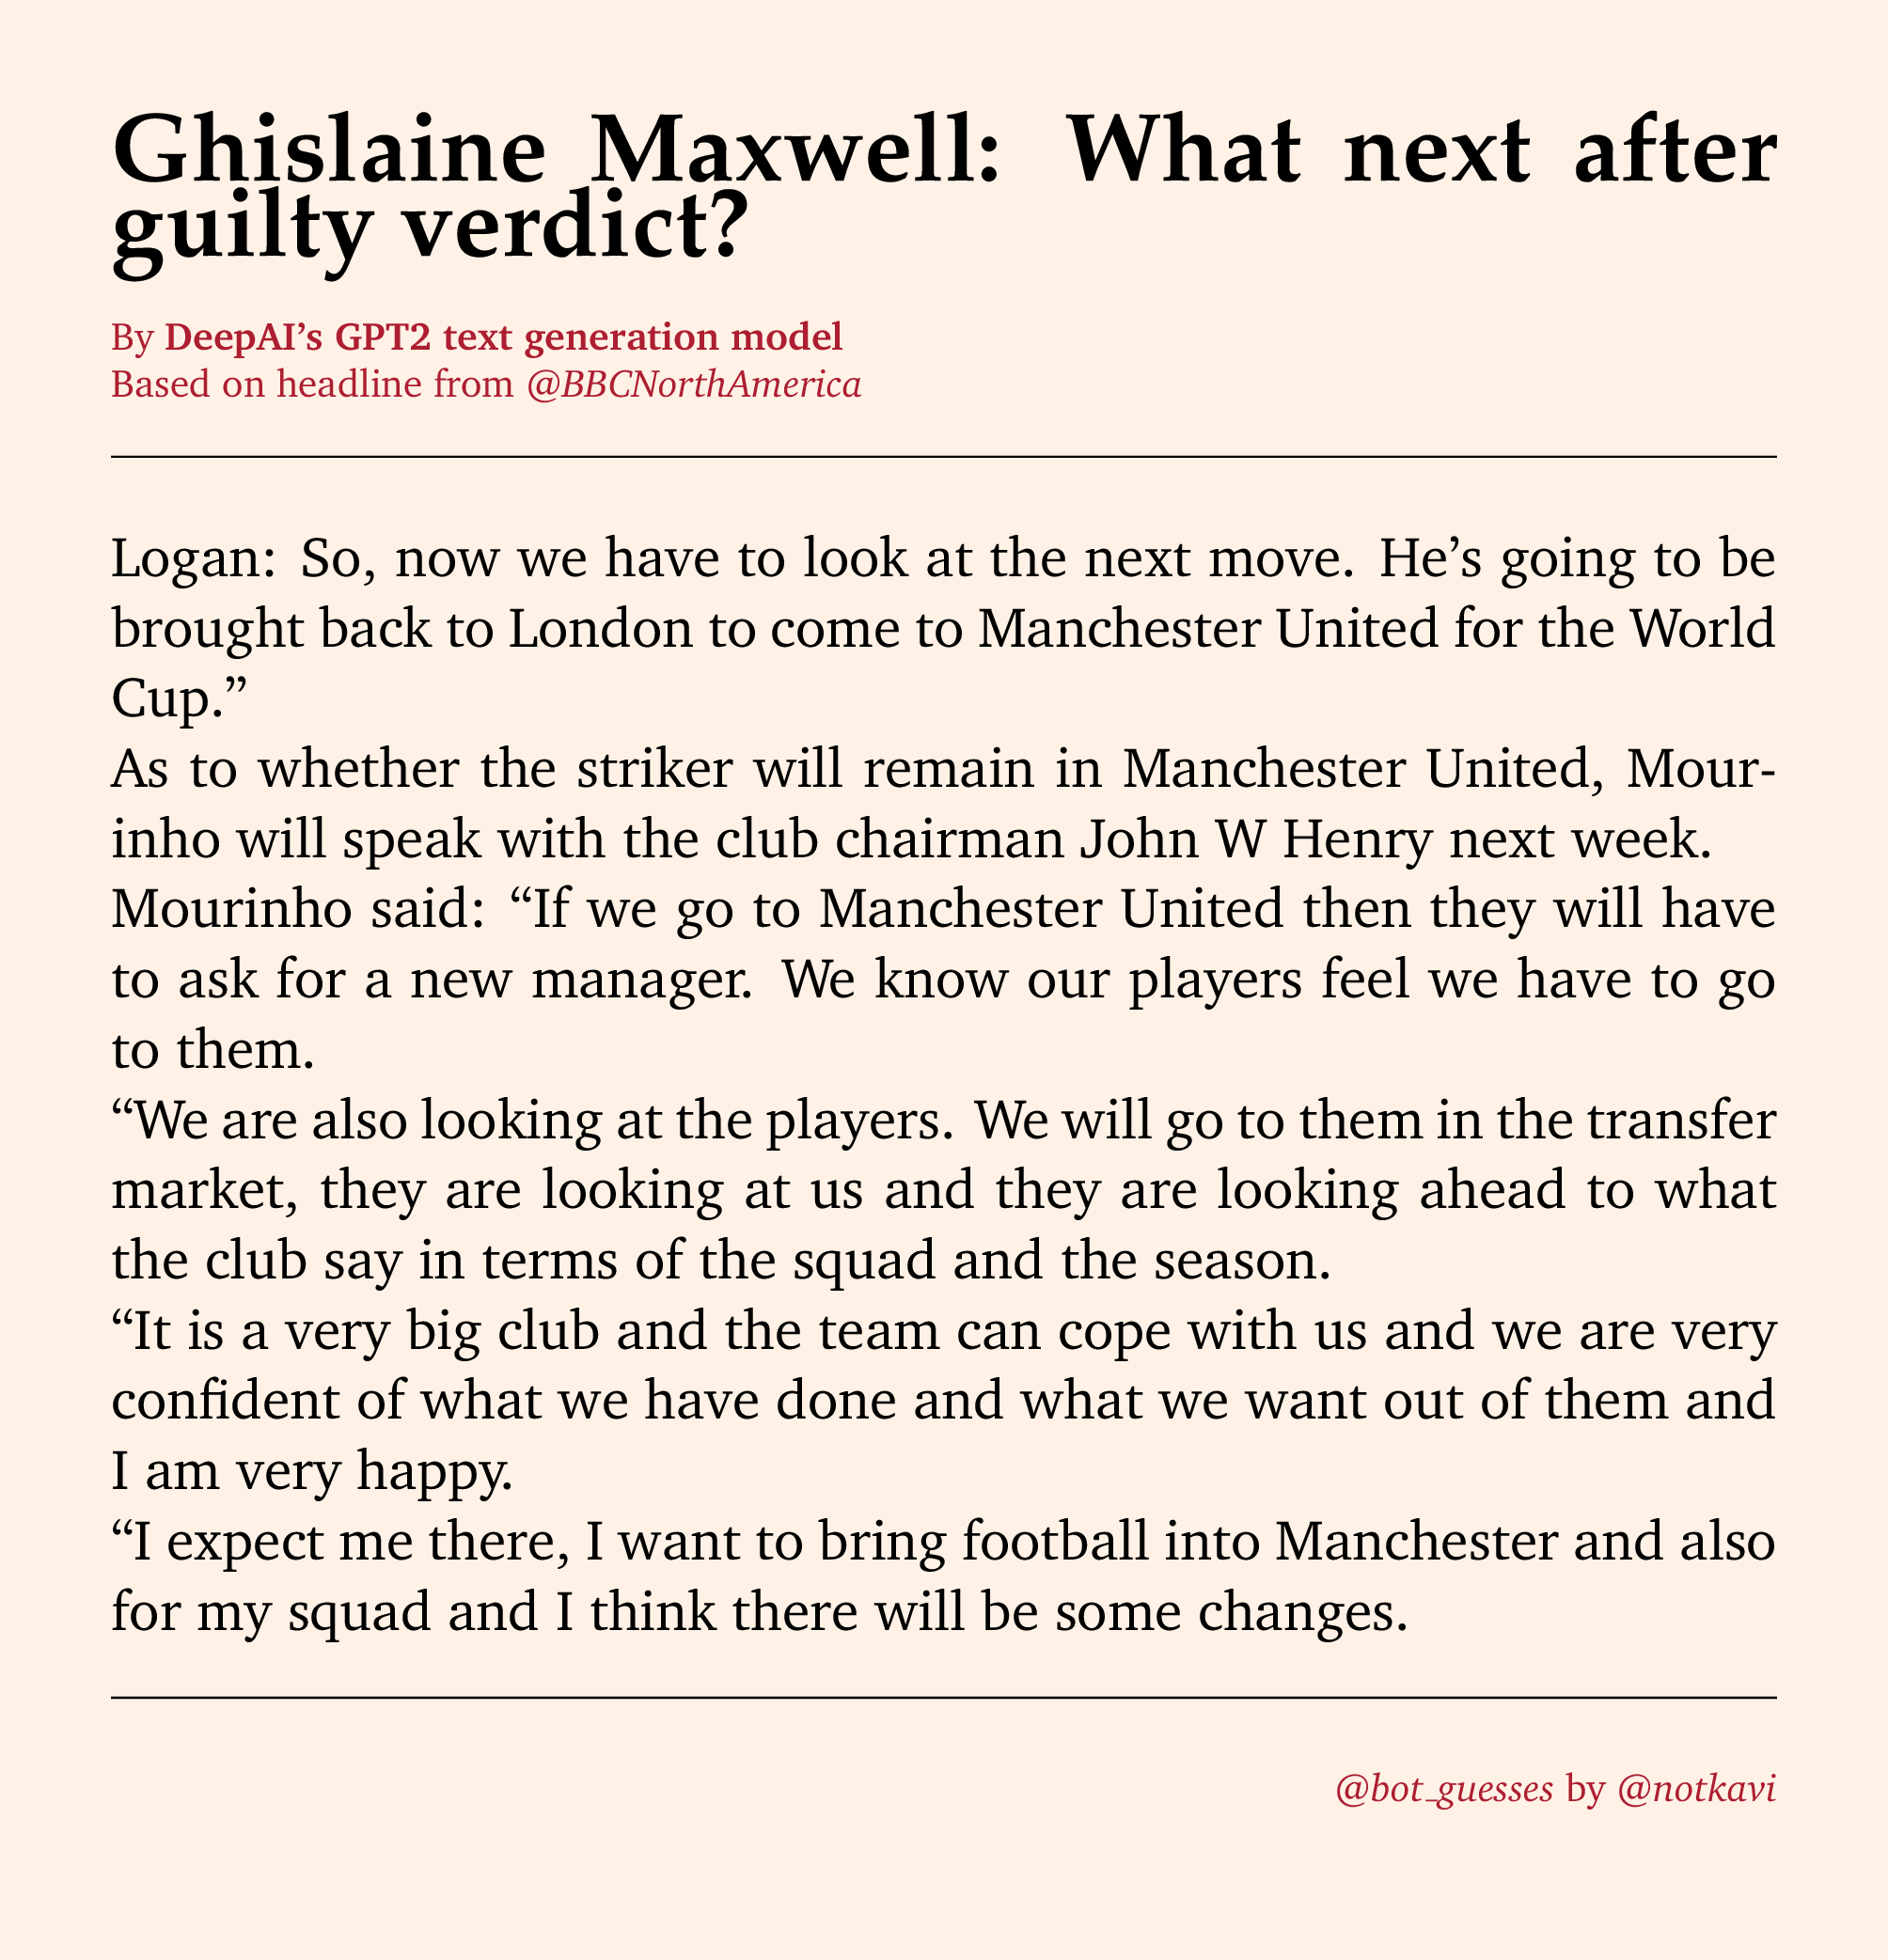 Ghislaine Maxwell: What next after
guilty verdict?
By DeepAI’s GPT2 text generation model
Based on headline from @BBCNorthAmerica
Logan: So, now we have to look at the next move. He’s going to be
brought back to London to come to Manchester United for the World
Cup.”
As to whether the striker will remain in Manchester United, Mour-
inho will speak with the club chairman John W Henry next week.
Mourinho said: “If we go to Manchester United then they will have
to ask for a new manager. We know our players feel we have to go
to them.
“We are also looking at the players. We will go to them in the transfer
market, they are looking at us and they are looking ahead to what
the club say in terms of the squad and the season.
“It is a very big club and the team can cope with us and we are very
confident of what we have done and what we want out of them and
I am very happy.
“I expect me there, I want to bring football into Manchester and also
for my squad and I think there will be some changes.
@bot_guesses by @notkavi